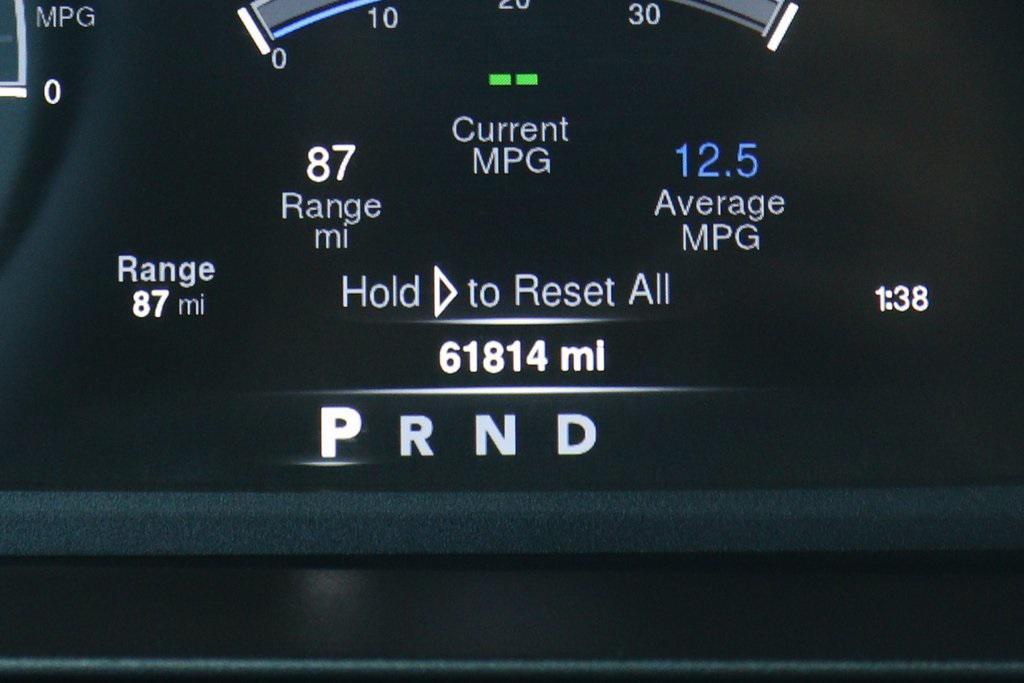 MPG
0
0
10
20
30
--
Current
MPG
87
Range
mi
12.5
Average
MPG
Range
87 mi
Hold ▷ to Reset All
1:38
61814 mi
P R N D